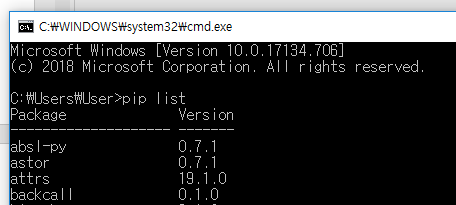 C:₩WINDOWS₩system32₩cmd.exe
Microsoft Windows [Version 10.0.17134.706]
(c) 2018 Microsoft Corporation. All rights reserved.
C:₩Users₩User>pip list
Package Version
-------------------- -------
absl-py 0.7.1
astor 0.7.1
attrs 19.1.0
backcall 0.1.0